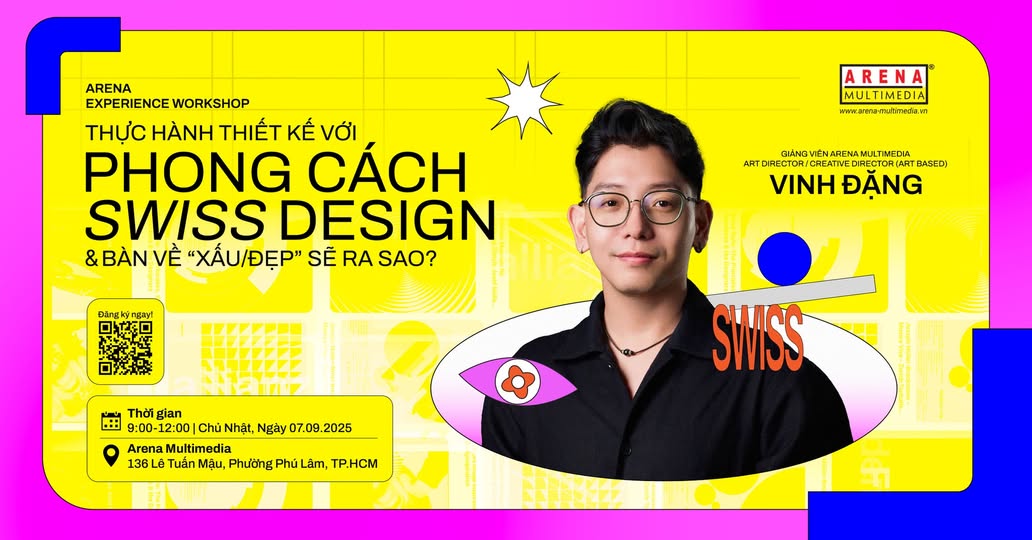 ARENA
EXPERIENCE WORKSHOP
THỰC HÀNH THIẾT KẾ VỚI
PHONG CÁCH
SWISS DESIGN
& BÀN VỀ “XẤU/ĐẸP” SẼ RA SAO?
Đăng ký ngay!
Thời gian
9:00-12:00 | Chủ Nhật, Ngày 07.09.2025
Arena Multimedia
136 Lê Tuấn Mậu, Phường Phú Lâm, TP.HCM
ARENA®
MULTIMEDIA
www.arena-multimedia.vn
GIẢNG VIÊN ARENA MULTIMEDIA
ART DIRECTOR / CREATIVE DIRECTOR (ART BASED)
VINH ĐẶNG
SWISS